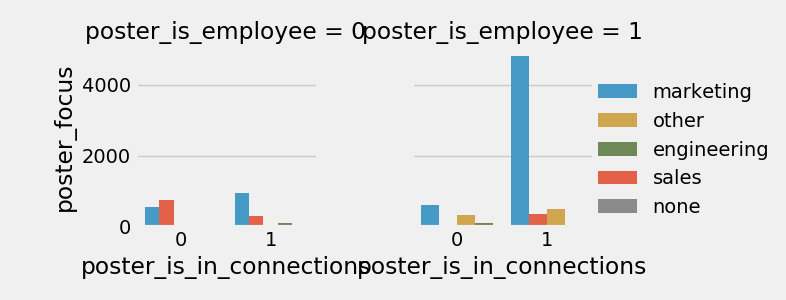 poster_is_employee = 0
poster_is_employee = 1
poster_focus
4000
2000
0
0
1
0
1
poster_is_in_connections
poster_is_in_connections
marketing
other
engineering
sales
none